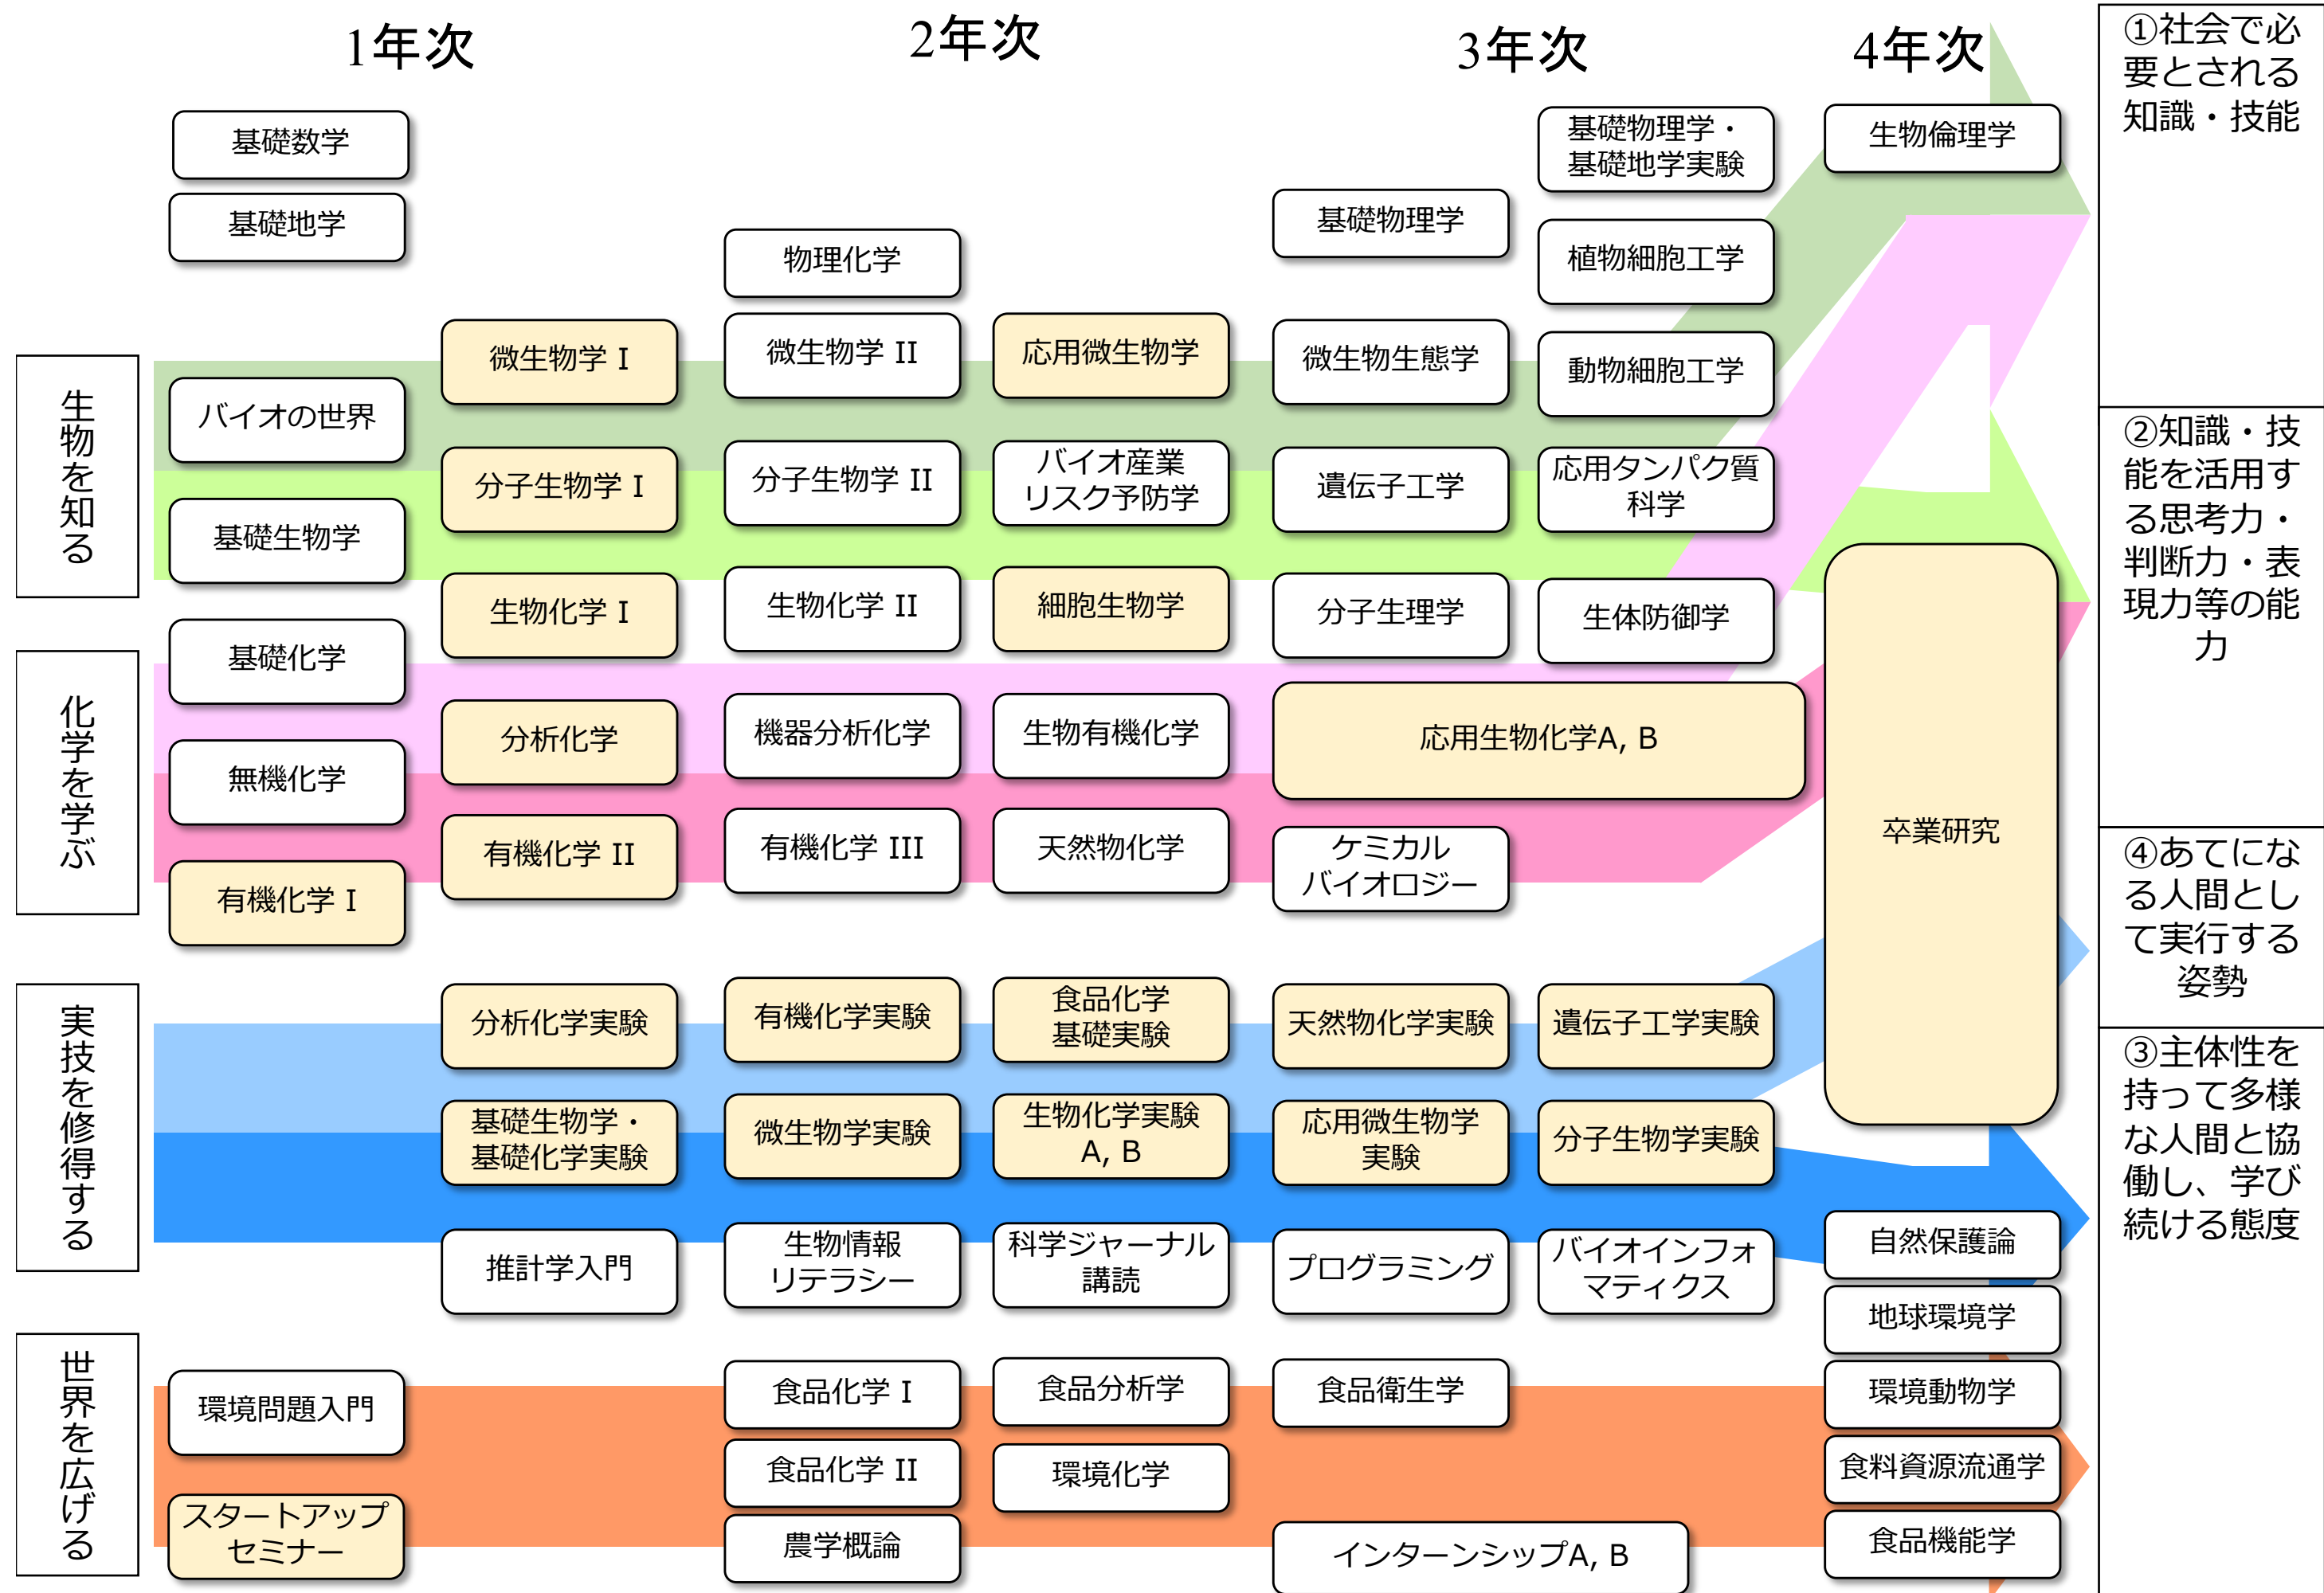 1年次
2年次
3年次
4年次
生物を知る
化学を学ぶ
実技を修得する
世界を広げる
基礎数学
基礎地学
バイオの世界
基礎生物学
基礎化学
無機化学
有機化学 I
環境問題入門
スタートアップ
セミナー
微生物学 I
分子生物学 I
生物化学 I
分析化学
有機化学 II
分析化学実験
基礎生物学・
基礎化学実験
推計学入門
物理化学
微生物学 II
分子生物学 II
生物化学 II
機器分析化学
有機化学 III
有機化学実験
微生物学実験
生物情報
リテラシー
食品化学 I
食品化学 II
農学概論
応用微生物学
バイオ産業
リスク予防学
細胞生物学
生物有機化学
天然物化学
食品化学
基礎実験
生物化学実験
A, B
科学ジャーナル
講読
食品分析学
環境化学
基礎物理学
微生物生態学
遺伝子工学
分子生理学
応用生物化学A, B
ケミカル
バイオロジー
天然物化学実験
応用微生物学
実験
プログラミング
食品衛生学
インターンシップA, B
基礎物理学・
基礎地学実験
植物細胞工学
動物細胞工学
応用タンパク質
科学
生体防御学
遺伝子工学実験
分子生物学実験
バイオインフォ
マティクス
生物倫理学
卒業研究
自然保護論
地球環境学
環境動物学
食料資源流通学
食品機能学
①社会で必
要とされる
知識・技能
②知識・技
能を活用す
る思考力・
判断力・表
現力等の能
力
④あてにな
る人間とし
て実行する
姿勢
③主体性を
持って多様
な人間と協
働し、学び
続ける態度